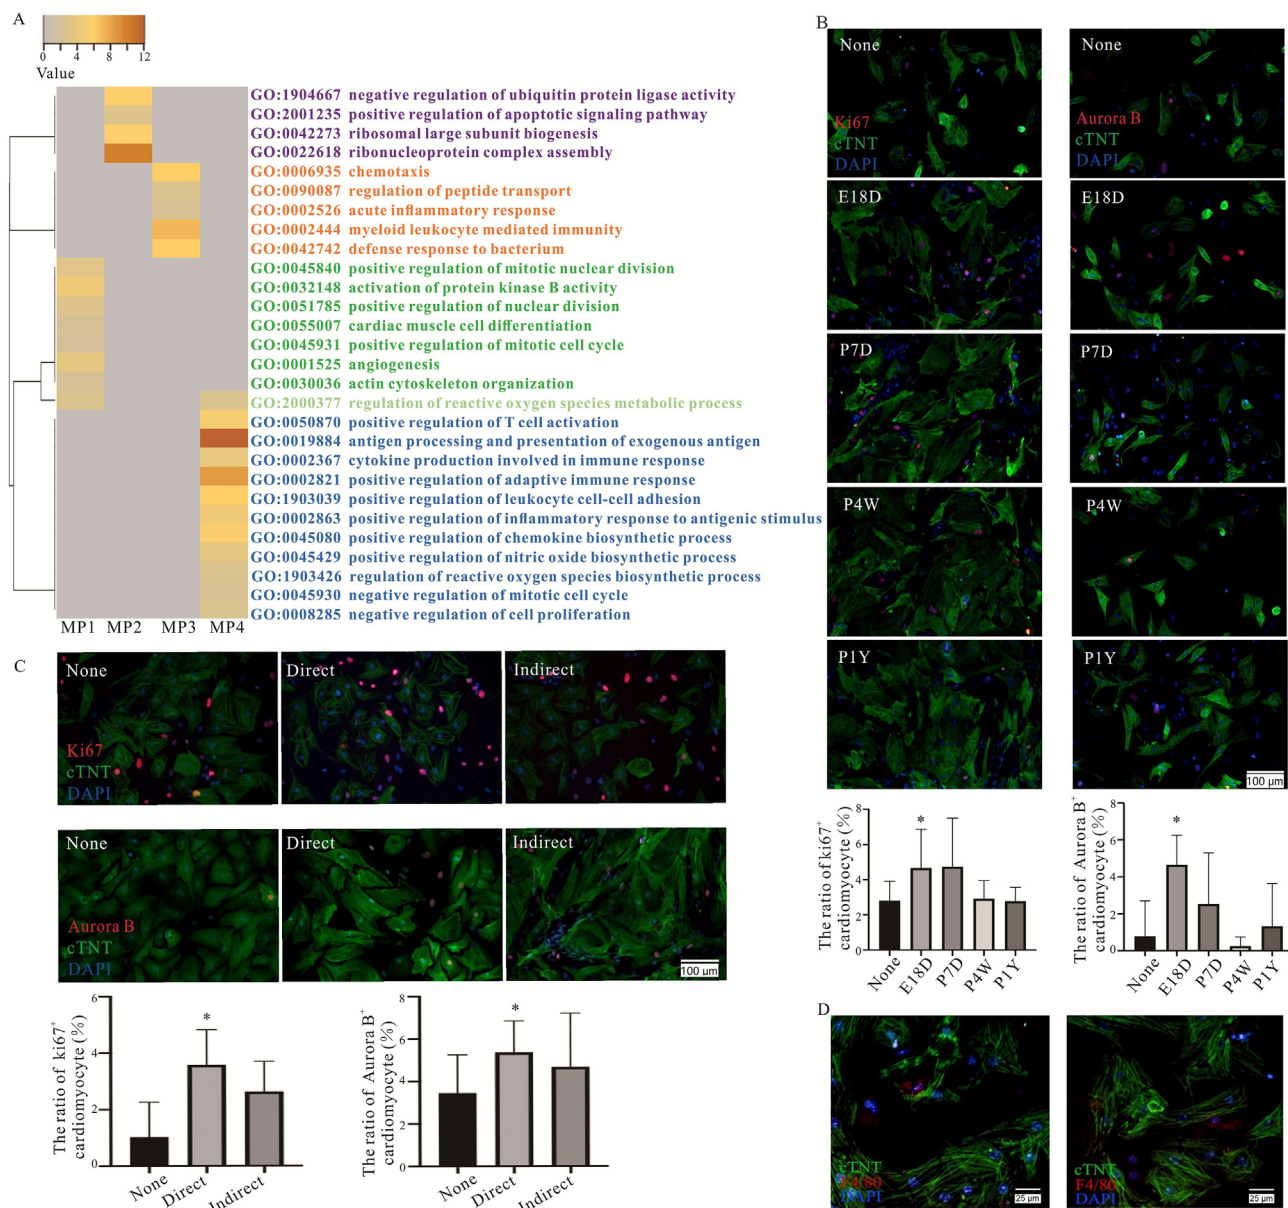 A
0 4 8 12
Value
GO:1904667 negative regulation of ubiquitin protein ligase activity
GO:2001235 positive regulation of apoptotic signaling pathway
GO:0042273 ribosomal large subunit biogenesis
GO:0022618 ribonucleoprotein complex assembly
GO:0006935 chemotaxis
GO:0090087 regulation of peptide transport
GO:0002526 acute inflammatory response
GO:0002444 myeloid leukocyte mediated immunity
GO:0042742 defense response to bacterium
GO:0045840 positive regulation of mitotic nuclear division
GO:0032148 activation of protein kinase B activity
GO:0051785 positive regulation of nuclear division
GO:0055007 cardiac muscle cell differentiation
GO:0045931 positive regulation of mitotic cell cycle
GO:0001525 angiogenesis
GO:0030036 actin cytoskeleton organization
GO:2000377 regulation of reactive oxygen species metabolic process
GO:0050870 positive regulation of T cell activation
GO:0019884 antigen processing and presentation of exogenous antigen
GO:0002367 cytokine production involved in immune response
GO:0002821 positive regulation of adaptive immune response
GO:1903039 positive regulation of leukocyte cell-cell adhesion
GO:0002863 positive regulation of inflammatory response to antigenic stimulus
GO:0045080 positive regulation of chemokine biosynthetic process
GO:0045429 positive regulation of nitric oxide biosynthetic process
GO:1903426 regulation of reactive oxygen species biosynthetic process
GO:0045930 negative regulation of mitotic cell cycle
GO:0008285 negative regulation of cell proliferation
MP1 MP2 MP3 MP4
B
None
Ki67
cTNT
DAPI
None
Aurora B
cTNT
DAPI
E18D
E18D
P7D
P7D
P4W
P4W
P1Y
P1Y
100 μm
The ratio of ki67+
cardiomyocyte (%)
8
6
4
2
0
*
None E18D P7D P4W P1Y
The ratio of Aurora B+
cardiomyocyte (%)
8
6
4
2
0
*
None E18D P7D P4W P1Y
C
None
Ki67
cTNT
DAPI
Direct
Indirect
None
Aurora B
cTNT
DAPI
Direct
Indirect
100 μm
The ratio of ki67+
cardiomyocyte (%)
6
4
2
0
*
None Direct Indirect
The ratio of Aurora B+
cardiomyocyte (%)
8
6
4
2
0
*
None Direct Indirect
D
cTNT
F4/80
DAPI
25 μm
cTNT
F4/80
DAPI
25 μm